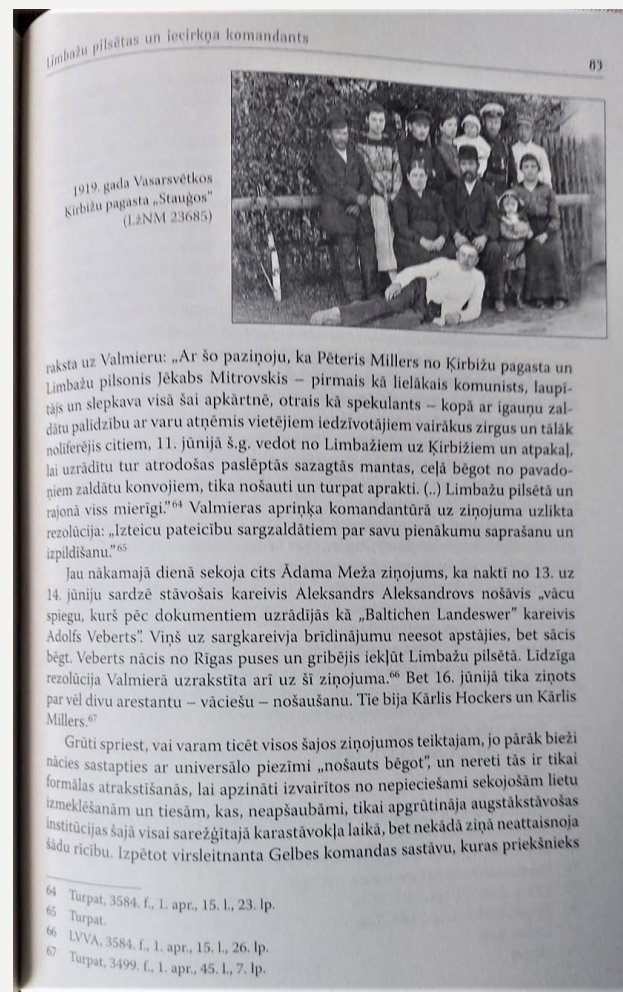 Limbažu pilsētas un iecirkņa komandants
63
1919. gada Vasarsvētkos
Ķirbižu pagasta „Stauģos”
(LžNM 23685)
raksta uz Valmieru: „Ar šo paziņoju, ka Pēteris Millers no Ķirbižu pagasta un
Limbažu pilsonis Jēkabs Mitrovskis – pirmais kā lielākais komunists, laupī-
tājs un slepkava visā šai apkārtnē, otrais kā spekulants – kopā ar igauņu zal-
dātu palīdzību ar varu atņēmis vietējiem iedzīvotājiem vairākus zirgus un tālāk
noliferējis citiem, 11. jūnijā š.g. vedot no Limbažiem uz Ķirbižiem un atpakaļ,
lai uzrādītu tur atrodošas paslēptās sazagtās mantas, ceļā bēgot no pavado-
ņiem zaldātu konvojiem, tika nošauti un turpat aprakti. (..) Limbažu pilsētā un
rajonā viss mierīgi.”64 Valmieras apriņķa komandantūrā uz ziņojuma uzlikta
rezolūcija: „Izteicu pateicību sargzaldātiem par savu pienākumu saprašanu un
izpildīšanu.”65
Jau nākamajā dienā sekoja cits Ādama Meža ziņojums, ka naktī no 13. uz
14. jūniju sardzē stāvošais kareivis Aleksandrs Aleksandrovs nošāvis „vācu
spiegu, kurš pēc dokumentiem uzrādījās kā „Baltichen Landeswer” kareivis
Adolfs Veberts”. Viņš uz sargkareivja brīdinājumu neesot apstājies, bet sācis
bēgt. Veberts nācis no Rīgas puses un gribējis iekļūt Limbažu pilsētā. Līdzīga
rezolūcija Valmierā uzrakstīta arī uz šī ziņojuma.66 Bet 16. jūnijā tika ziņots
par vēl divu arestantu – vāciešu – nošaušanu. Tie bija Kārlis Hockers un Kārlis
Millers.67
Grūti spriest, vai varam ticēt visos šajos ziņojumos teiktajam, jo pārāk bieži
nācies sastapties ar universālo piezīmi „nošauts bēgot”, un nereti tās ir tikai
formālas atrakstīšanās, lai apzināti izvairītos no nepieciešami sekojošām lietu
izmeklēšanām un tiesām, kas, neapšaubāmi, tikai apgrūtināja augstākstāvošas
institūcijas šajā visai sarežģītajā karastāvokļa laikā, bet nekādā ziņā neattaisnoja
šādu rīcību. Izpētot virsleitnanta Gelbes komandas sastāvu, kuras priekšnieks
64 Turpat, 3584. f., 1. apr., 15. l., 23. lp.
65 Turpat.
66 LVVA, 3584. f., 1. apr., 15. l., 26. lp.
67 Turpat, 3499. f., 1. apr., 45. l., 7. lp.